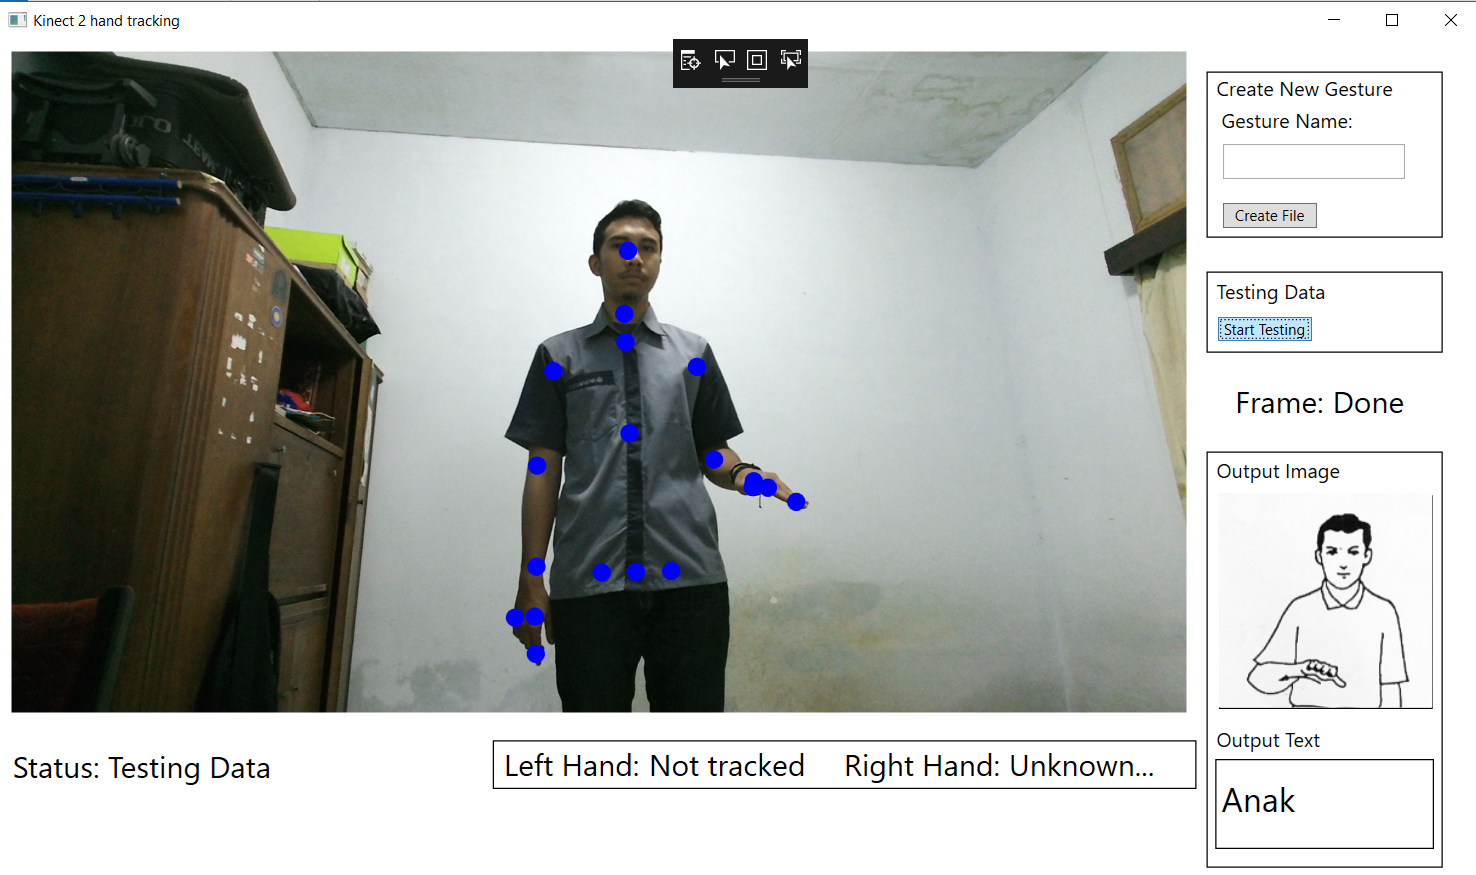 Kinect 2 hand tracking
Create New Gesture
Gesture Name:
Create File
Testing Data
Start Testing
Frame: Done
Output Image
Output Text
Anak
Status: Testing Data
Left Hand: Not tracked
Right Hand: Unknown...